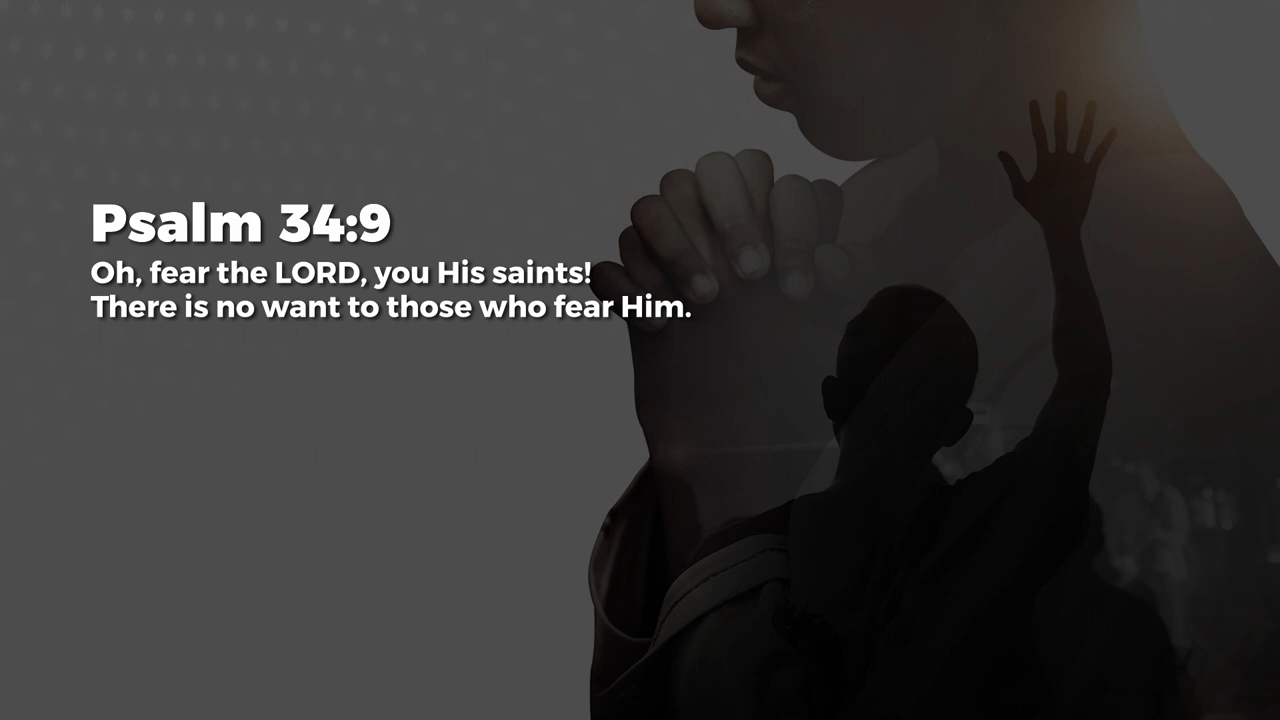 Psalm 34:9
Oh, fear the LORD, you His saints!
There is no want to those who fear Him.